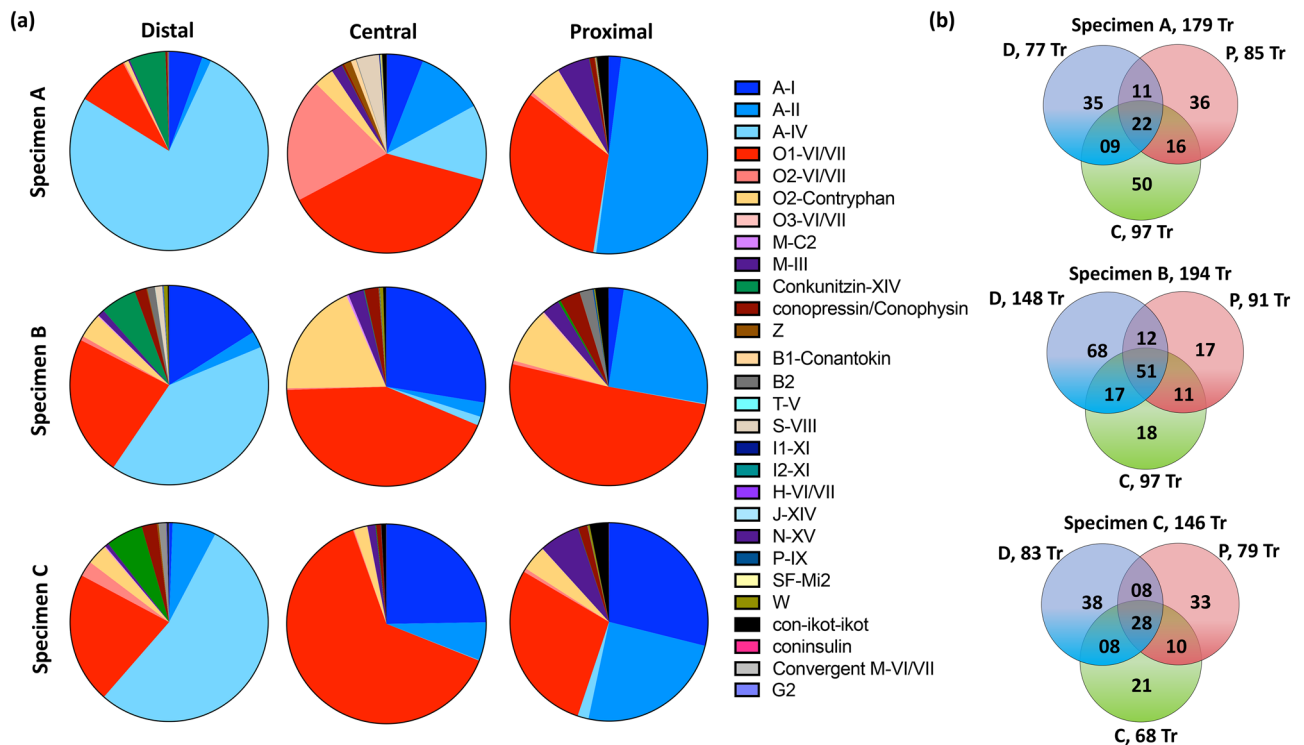 (a)
Distal
Central
Proximal
Specimen A
Specimen B
Specimen C
A-I
A-II
A-IV
O1-VI/VII
O2-VI/VII
O2-Contryphan
O3-VI/VII
M-C2
M-III
Conkunitzin-XIV
conopressin/Conophysin
Z
B1-Conantokin
B2
T-V
S-VIII
I1-XI
I2-XI
H-VI/VII
J-XIV
N-XV
P-IX
SF-Mi2
W
con-ikot-ikot
coninsulin
Convergent M-VI/VII
G2
(b)
Specimen A, 179 Tr
D, 77 Tr
P, 85 Tr
35
11
36
22
09
16
50
C, 97 Tr
Specimen B, 194 Tr
D, 148 Tr
P, 91 Tr
68
12
17
51
17
11
18
C, 97 Tr
Specimen C, 146 Tr
D, 83 Tr
P, 79 Tr
38
08
33
28
08
10
21
C, 68 Tr